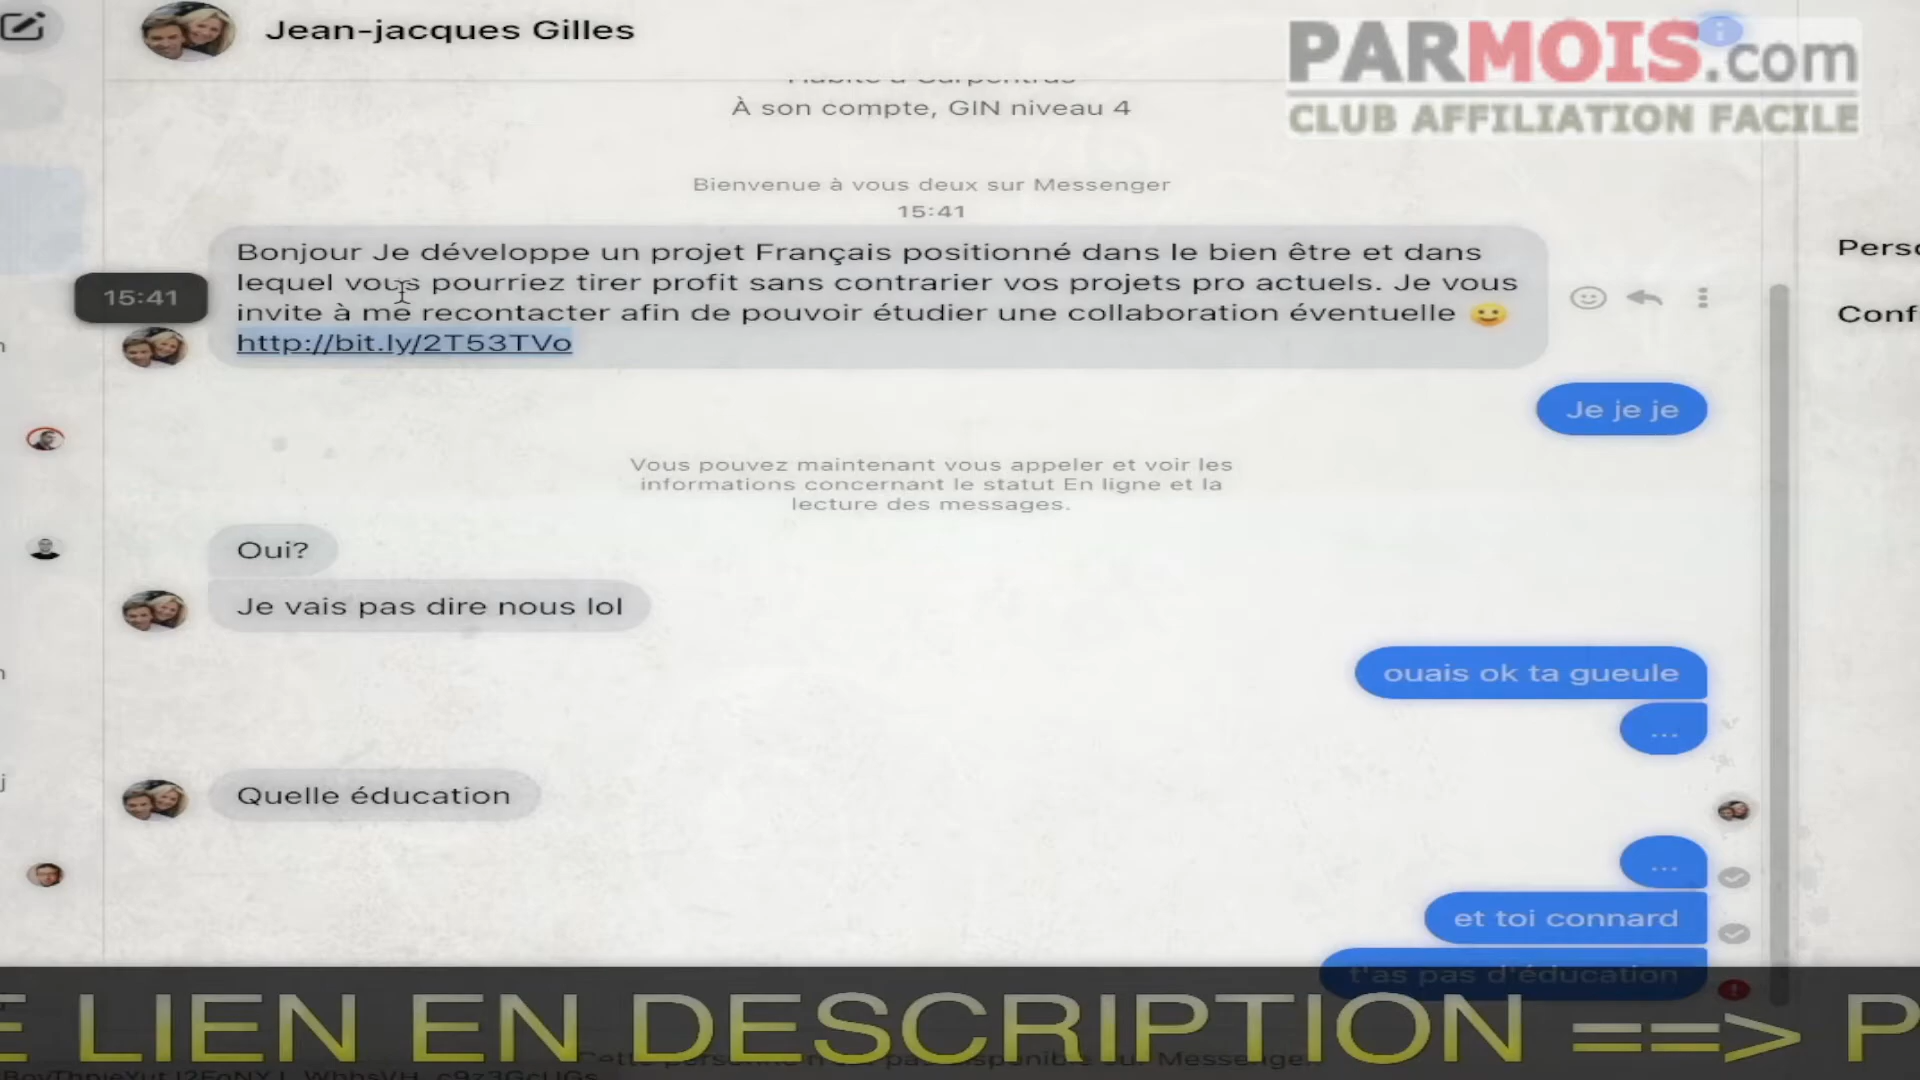 Jean-jacques Gilles
PARMOIS.com
CLUB AFFILIATION FACILE
À son compte, GIN niveau 4
Bienvenue à vous deux sur Messenger
15:41
Bonjour Je développe un projet Français positionné dans le bien être et dans
lequel vous pourriez tirer profit sans contrarier vos projets pro actuels. Je vous
invite à me recontacter afin de pouvoir étudier une collaboration éventuelle 🙂
http://bit.ly/2T53TVo
15:41
Perso
Conf
Je je je
Vous pouvez maintenant vous appeler et voir les
informations concernant le statut En ligne et la
lecture des messages.
Oui?
Je vais pas dire nous lol
ouais ok ta gueule
...
Quelle éducation
...
et toi connard
t'as pas d'éducation
E LIEN EN DESCRIPTION ==> P